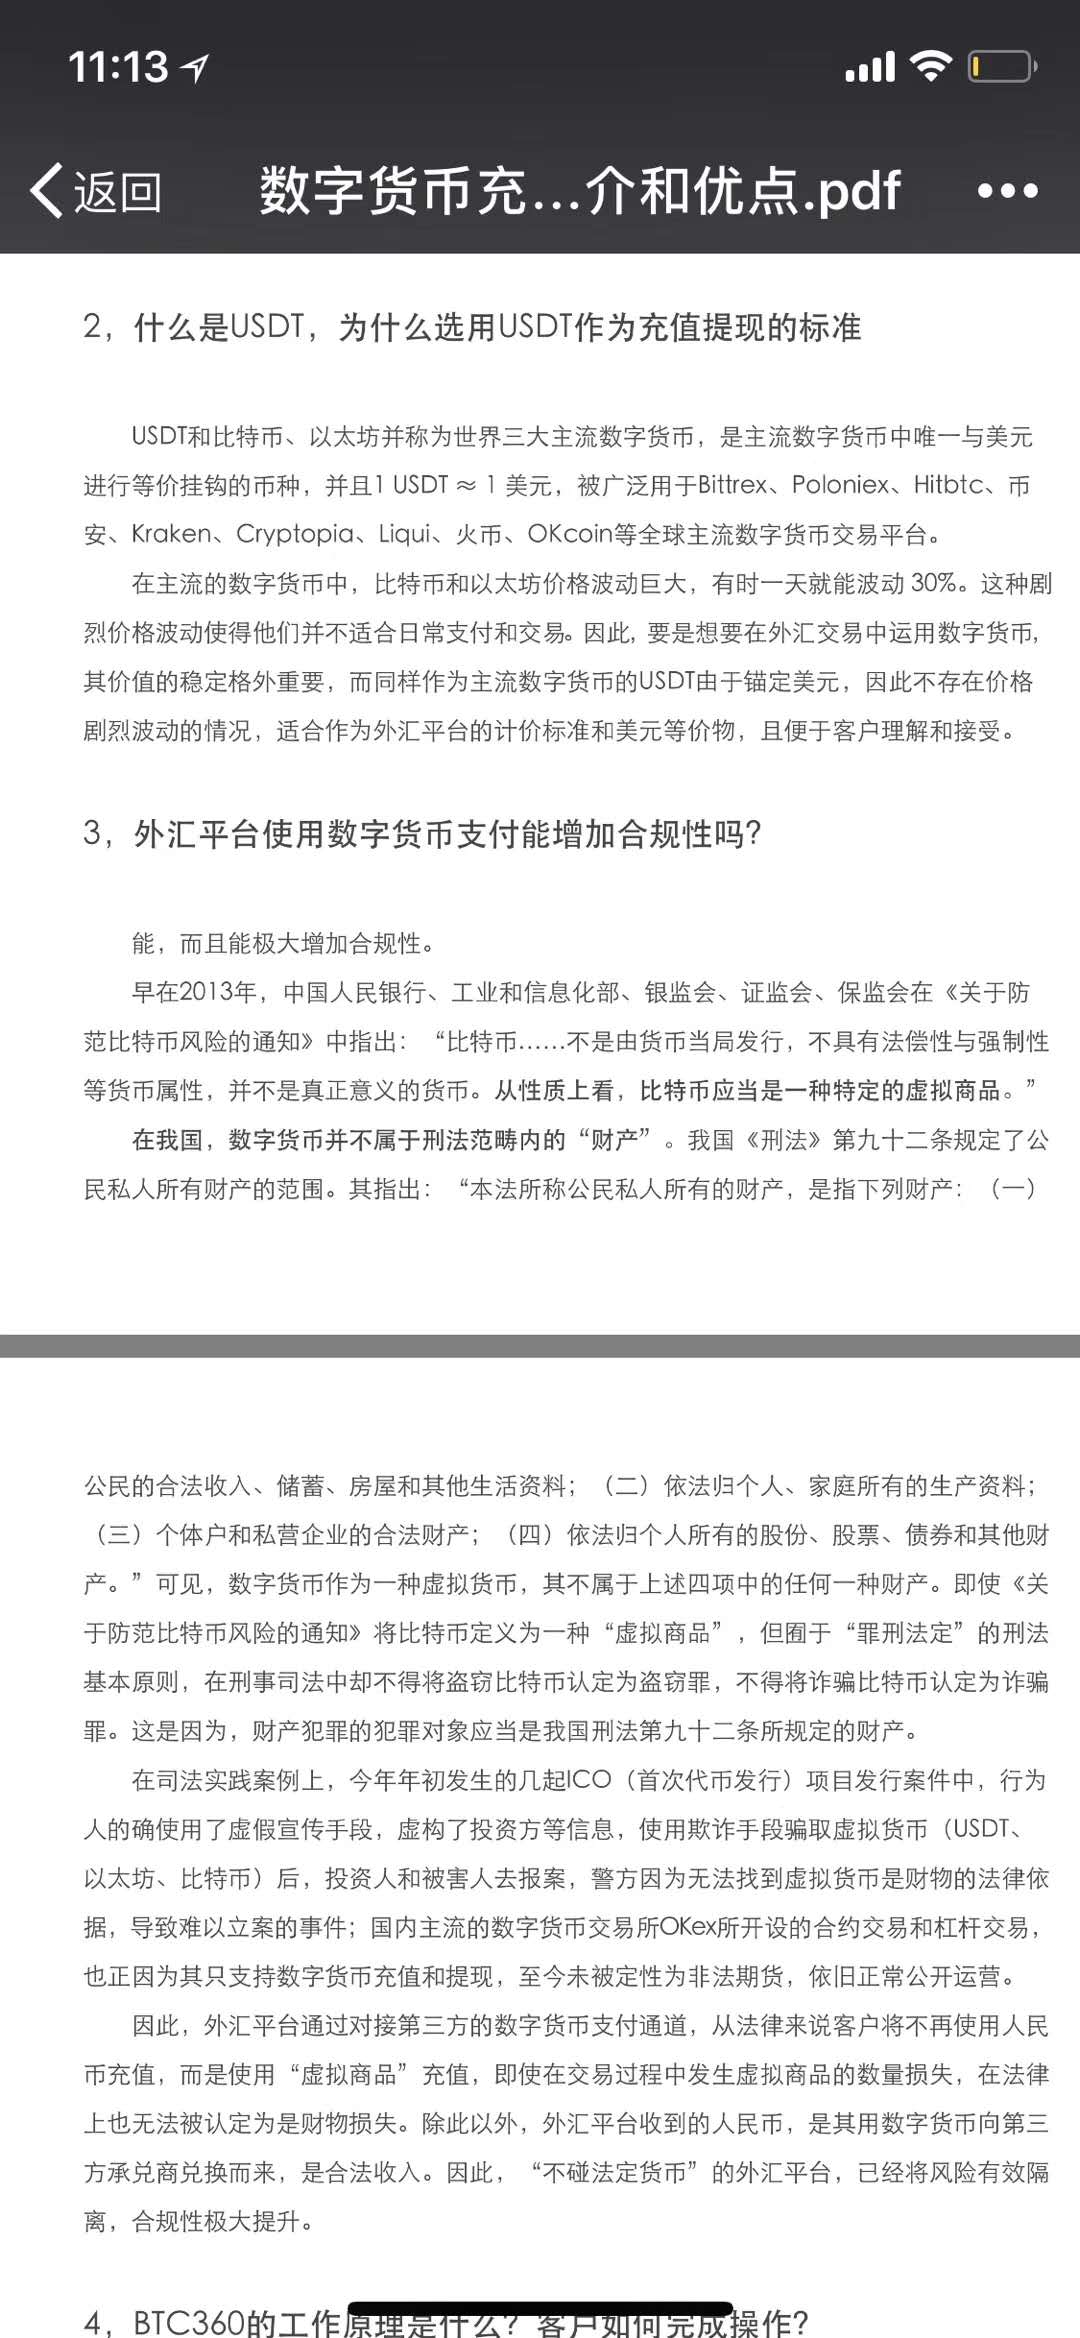 11:13
返回
数字货币充...介和优点.pdf
2，什么是USDT，为什么选用USDT作为充值提现的标准
USDT和比特币、以太坊并称为世界三大主流数字货币，是主流数字货币中唯一与美元
进行等价挂钩的币种，并且1 USDT ≈ 1 美元，被广泛用于Bittrex、Poloniex、Hitbtc、币
安、Kraken、Cryptopia、Liqui、火币、OKcoin等全球主流数字货币交易平台。
在主流的数字货币中，比特币和以太坊价格波动巨大，有时一天就能波动 30%。这种剧
烈价格波动使得他们并不适合日常支付和交易。因此，要是想要在外汇交易中运用数字货币，
其价值的稳定格外重要，而同样作为主流数字货币的USDT由于锚定美元，因此不存在价格
剧烈波动的情况，适合作为外汇平台的计价标准和美元等价物，且便于客户理解和接受。
3，外汇平台使用数字货币支付能增加合规性吗？
能，而且能极大增加合规性。
早在2013年，中国人民银行、工业和信息化部、银监会、证监会、保监会在《关于防
范比特币风险的通知》中指出：“比特币……不是由货币当局发行，不具有法偿性与强制性
等货币属性，并不是真正意义的货币。从性质上看，比特币应当是一种特定的虚拟商品。”
在我国，数字货币并不属于刑法范畴内的“财产”。我国《刑法》第九十二条规定了公
民私人所有财产的范围。其指出：“本法所称公民私人所有的财产，是指下列财产：（一）
公民的合法收入、储蓄、房屋和其他生活资料；（二）依法归个人、家庭所有的生产资料；
（三）个体户和私营企业的合法财产；（四）依法归个人所有的股份、股票、债券和其他财
产。”可见，数字货币作为一种虚拟货币，其不属于上述四项中的任何一种财产。即使《关
于防范比特币风险的通知》将比特币定义为一种“虚拟商品”，但囿于“罪刑法定”的刑法
基本原则，在刑事司法中却不得将盗窃比特币认定为盗窃罪，不得将诈骗比特币认定为诈骗
罪。这是因为，财产犯罪的犯罪对象应当是我国刑法第九十二条所规定的财产。
在司法实践案例上，今年年初发生的几起ICO（首次代币发行）项目发行案件中，行为
人的确使用了虚假宣传手段，虚构了投资方等信息，使用欺诈手段骗取虚拟货币（USDT、
以太坊、比特币）后，投资人和被害人去报案，警方因为无法找到虚拟货币是财物的法律依
据，导致难以立案的事件；国内主流的数字货币交易所OKex所开设的合约交易和杠杆交易，
也正因为其只支持数字货币充值和提现，至今未被定性为非法期货，依旧正常公开运营。
因此，外汇平台通过对接第三方的数字货币支付通道，从法律来说客户将不再使用人民
币充值，而是使用“虚拟商品”充值，即使在交易过程中发生虚拟商品的数量损失，在法律
上也无法被认定为是财物损失。除此以外，外汇平台收到的人民币，是其用数字货币向第三
方承兑商兑换而来，是合法收入。因此，“不碰法定货币”的外汇平台，已经将风险有效隔
离，合规性极大提升。
4，BTC360的工作原理是什么？客户如何完成操作？